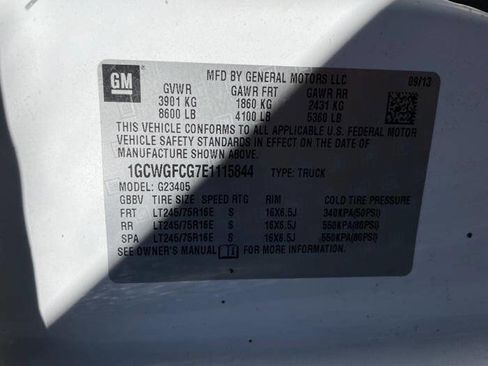 MFD BY GENERAL MOTORS LLC 09/13
GM
GVWR GAWR FRT GAWR RR
3901 KG 1860 KG 2431 KG
8600 LB 4100 LB 5360 LB
THIS VEHICLE CONFORMS TO ALL APPLICABLE U.S. FEDERAL MOTOR
VEHICLE SAFETY STANDARDS IN EFFECT ON THE DATE OF
MANUFACTURE SHOWN ABOVE.
1GCWGFCG7E1115844 TYPE: TRUCK
MODEL: G23405
GBBV TIRE SIZE SPEED RTG RIM COLD TIRE PRESSURE
FRT LT245/75R16E S 16X6.5J 340KPA(50PSI)
RR LT245/75R16E S 16X6.5J 550KPA(80PSI)
SPA LT245/75R16E S 16X6.5J 550KPA(80PSI)
SEE OWNER'S MANUAL FOR MORE INFORMATION.